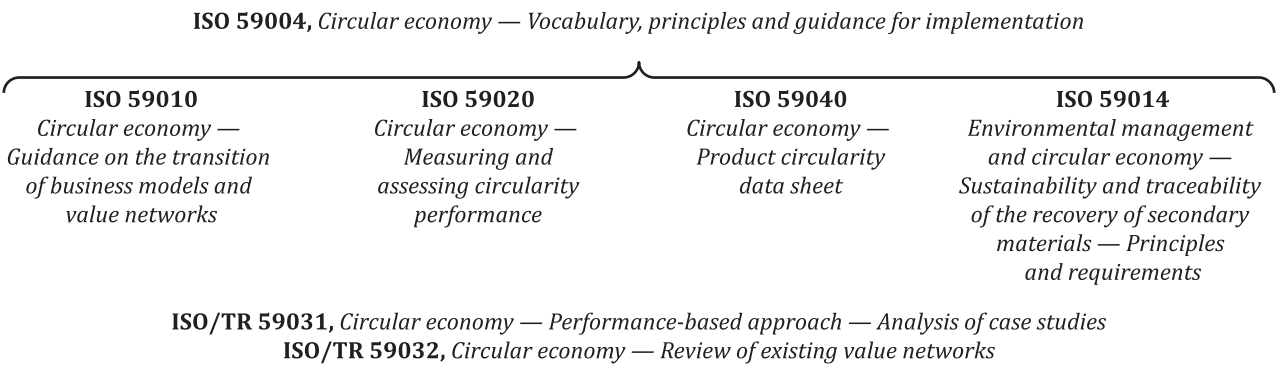 ISO 59004, Circular economy — Vocabulary, principles and guidance for implementation
ISO 59010
Circular economy —
Guidance on the transition
of business models and
value networks
ISO 59020
Circular economy —
Measuring and
assessing circularity
performance
ISO 59040
Circular economy —
Product circularity
data sheet
ISO 59014
Environmental management
and circular economy —
Sustainability and traceability
of the recovery of secondary
materials — Principles
and requirements
ISO/TR 59031, Circular economy — Performance-based approach — Analysis of case studies
ISO/TR 59032, Circular economy — Review of existing value networks